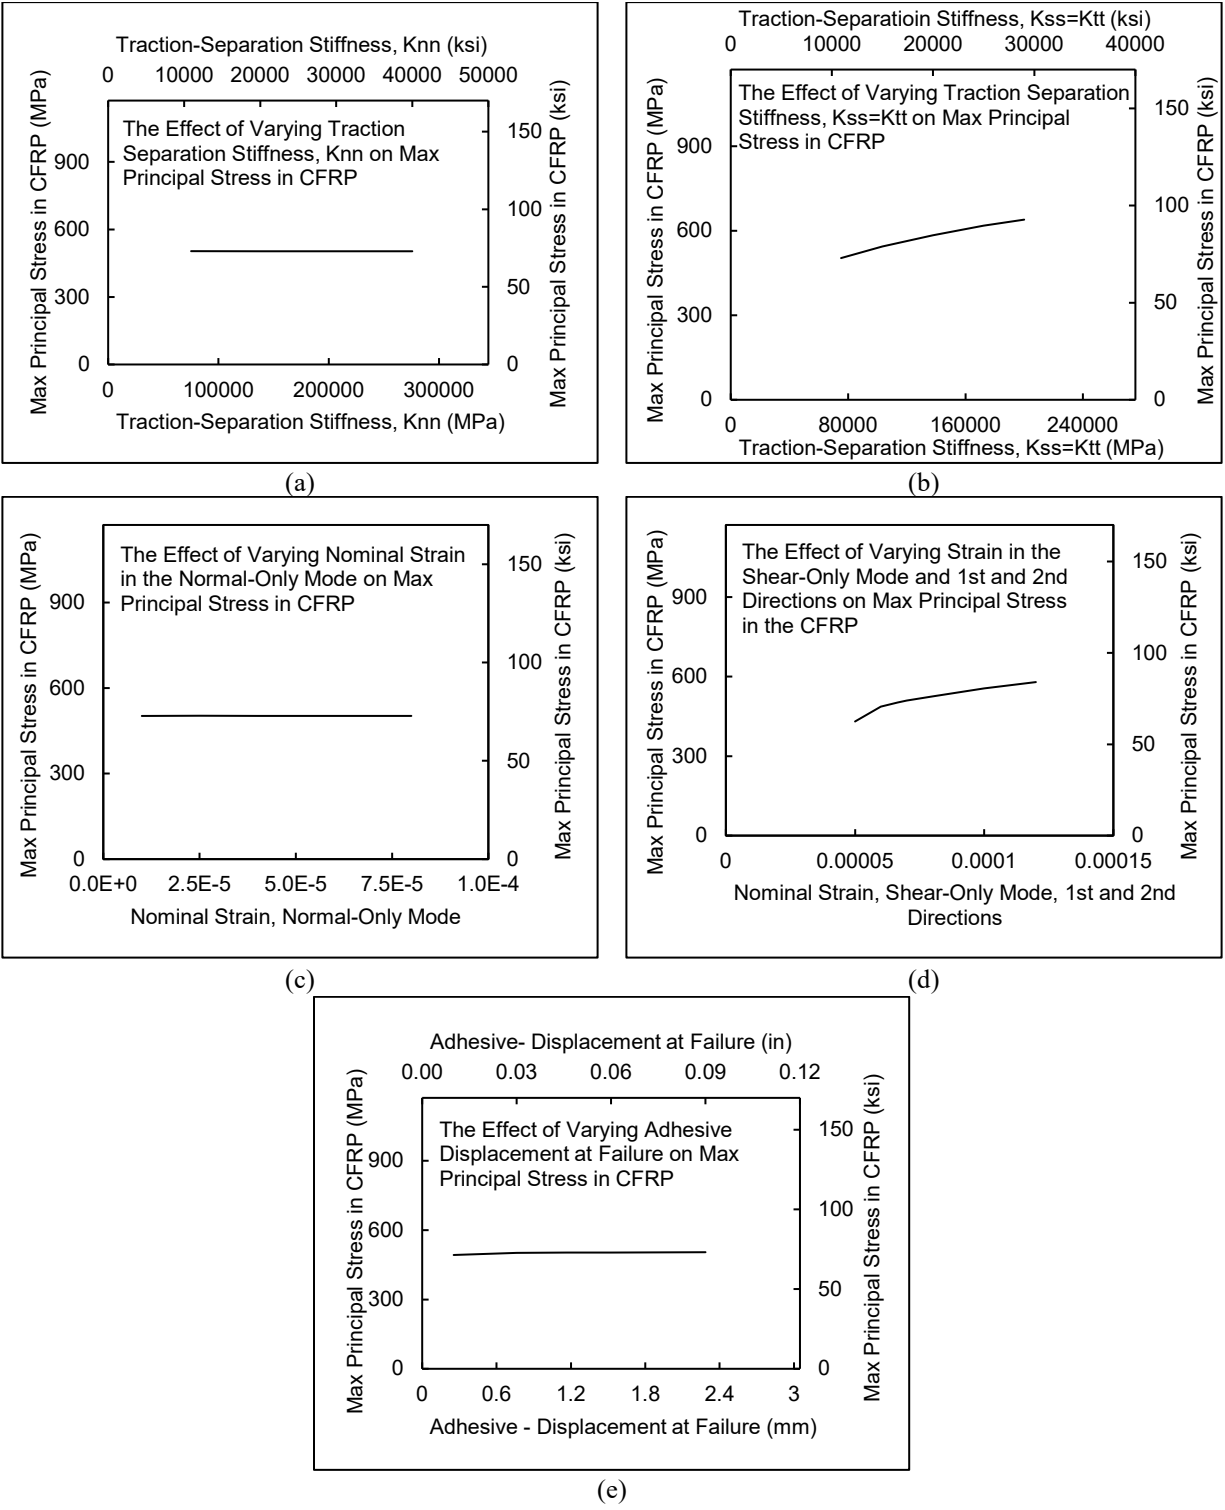 Traction-Separation Stiffness, Knn (ksi)
0 10000 20000 30000 40000 50000
Max Principal Stress in CFRP (MPa)
Max Principal Stress in CFRP (ksi)
The Effect of Varying Traction
Separation Stiffness, Knn on Max
Principal Stress in CFRP
900
600
300
0
150
100
50
0
0 100000 200000 300000
Traction-Separation Stiffness, Knn (MPa)
(a)
Traction-Separatioin Stiffness, Kss=Ktt (ksi)
0 10000 20000 30000 40000
Max Principal Stress in CFRP (MPa)
Max Principal Stress in CFRP (ksi)
The Effect of Varying Traction Separation
Stiffness, Kss=Ktt on Max Principal
Stress in CFRP
900
600
300
0
150
100
50
0
0 80000 160000 240000
Traction-Separation Stiffness, Kss=Ktt (MPa)
(b)
Max Principal Stress in CFRP (MPa)
Max Principal Stress in CFRP (ksi)
The Effect of Varying Nominal Strain
in the Normal-Only Mode on Max
Principal Stress in CFRP
900
600
300
0
150
100
50
0
0.0E+0 2.5E-5 5.0E-5 7.5E-5 1.0E-4
Nominal Strain, Normal-Only Mode
(c)
Max Principal Stress in CFRP (MPa)
Max Principal Stress in CFRP (ksi)
The Effect of Varying Strain in the
Shear-Only Mode and 1st and 2nd
Directions on Max Principal Stress
in the CFRP
900
600
300
0
150
100
50
0
0 0.00005 0.0001 0.00015
Nominal Strain, Shear-Only Mode, 1st and 2nd
Directions
(d)
Adhesive- Displacement at Failure (in)
0.00 0.03 0.06 0.09 0.12
Max Principal Stress in CFRP (MPa)
Max Principal Stress in CFRP (ksi)
The Effect of Varying Adhesive
Displacement at Failure on Max
Principal Stress in CFRP
900
600
300
0
150
100
50
0
0 0.6 1.2 1.8 2.4 3
Adhesive - Displacement at Failure (mm)
(e)